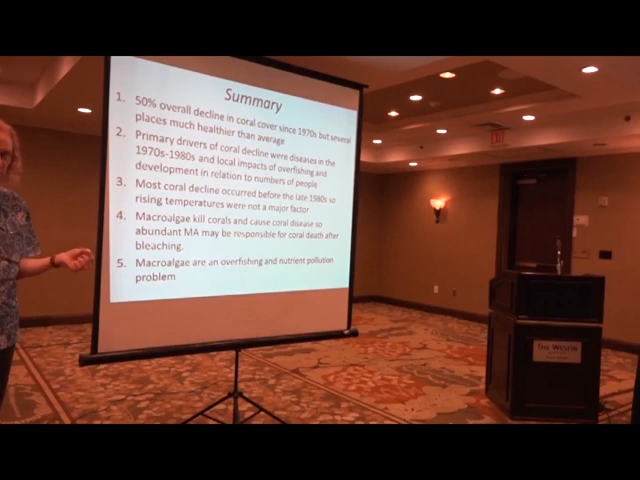 Summary
1. 50% overall decline in coral cover since 1970s but several
places much healthier than average
2. Primary drivers of coral decline were diseases in the
1970s-1980s and local impacts of overfishing and
development in relation to numbers of people
3. Most coral decline occurred before the late 1980s so
rising temperatures were not a major factor
4. Macroalgae kill corals and cause coral disease so
abundant MA may be responsible for coral death after
bleaching.
5. Macroalgae are an overfishing and nutrient pollution
problem
EXIT
THE WESTIN